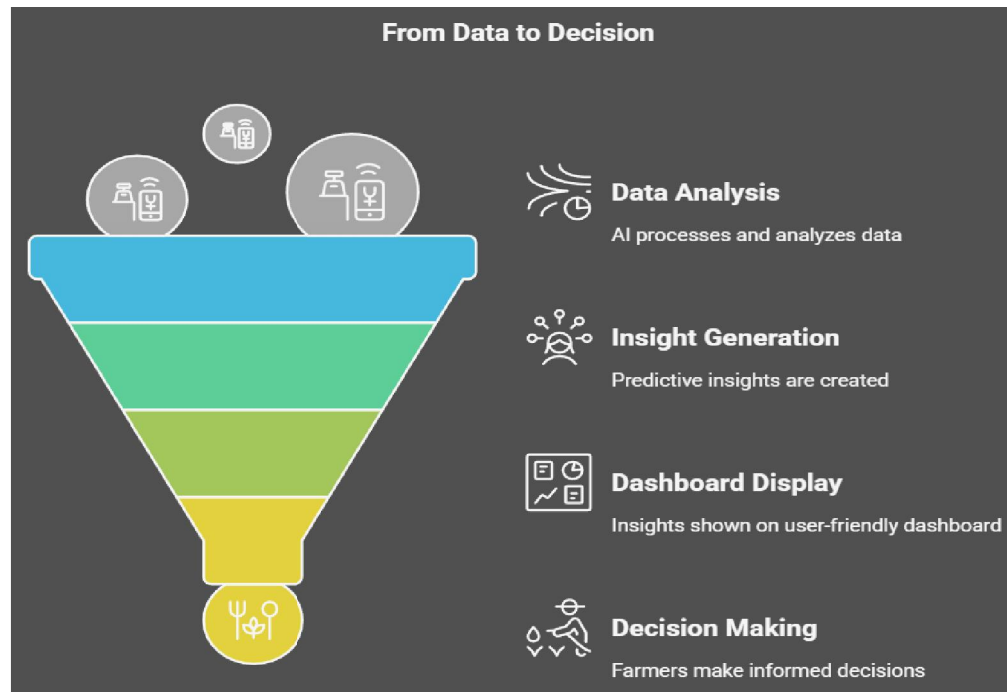 From Data to Decision
Data Analysis
AI processes and analyzes data
Insight Generation
Predictive insights are created
Dashboard Display
Insights shown on user-friendly dashboard
Decision Making
Farmers make informed decisions